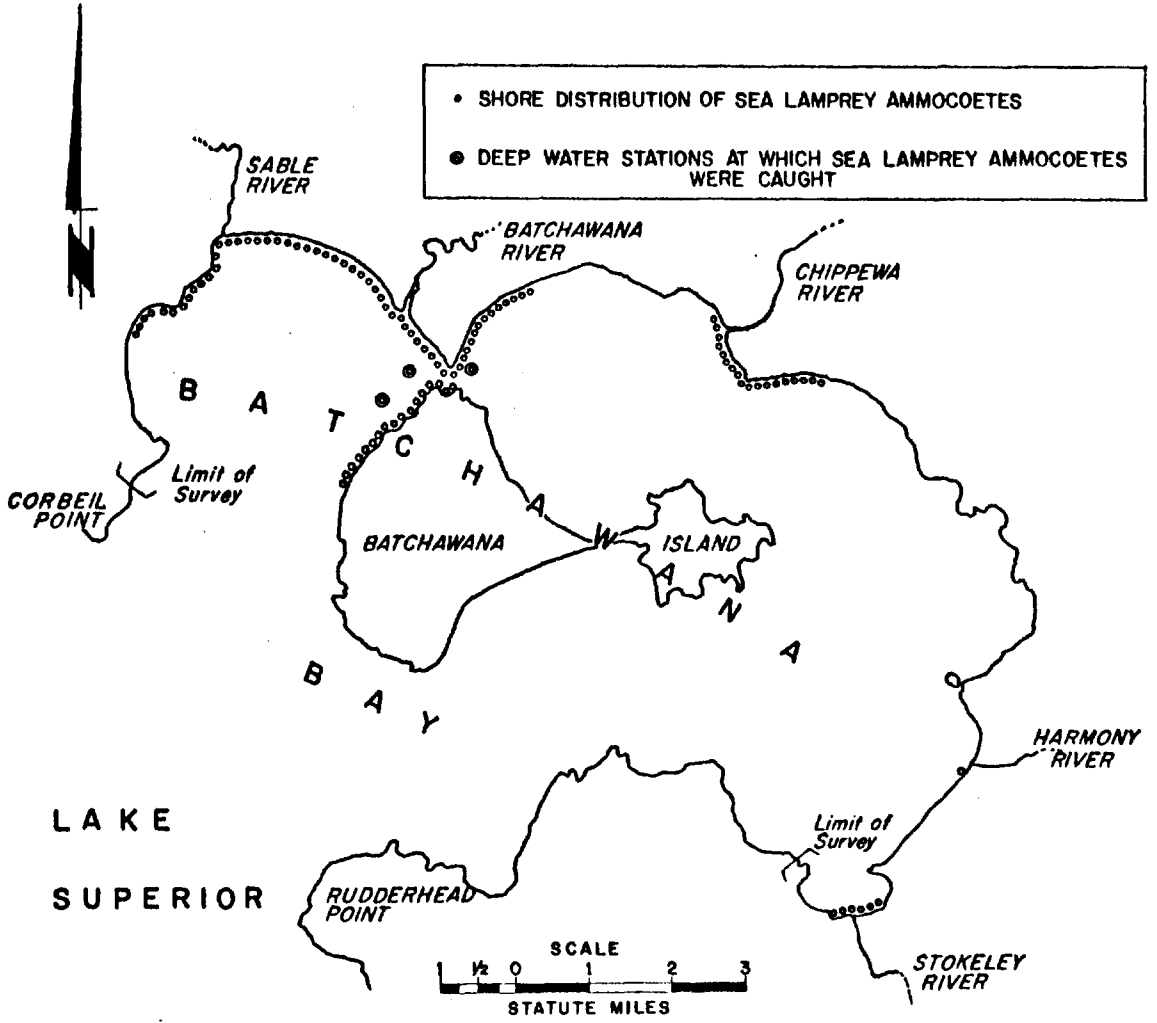 • SHORE DISTRIBUTION OF SEA LAMPREY AMMOCOETES
DEEP WATER STATIONS AT WHICH SEA LAMPREY AMMOCOETES
WERE CAUGHT
N
SABLE
RIVER
BATCHAWANA
RIVER
CHIPPEWA
RIVER
BATCHAWANA
BAY
Limit of
Survey
CORBEIL
POINT
BATCHAWANA ISLAND
HARMONY
RIVER
LAKE
SUPERIOR
Limit of
Survey
RUDDERHEAD
POINT
STOKELEY
RIVER
SCALE
1 ½ 0 1 2 3
STATUTE MILES